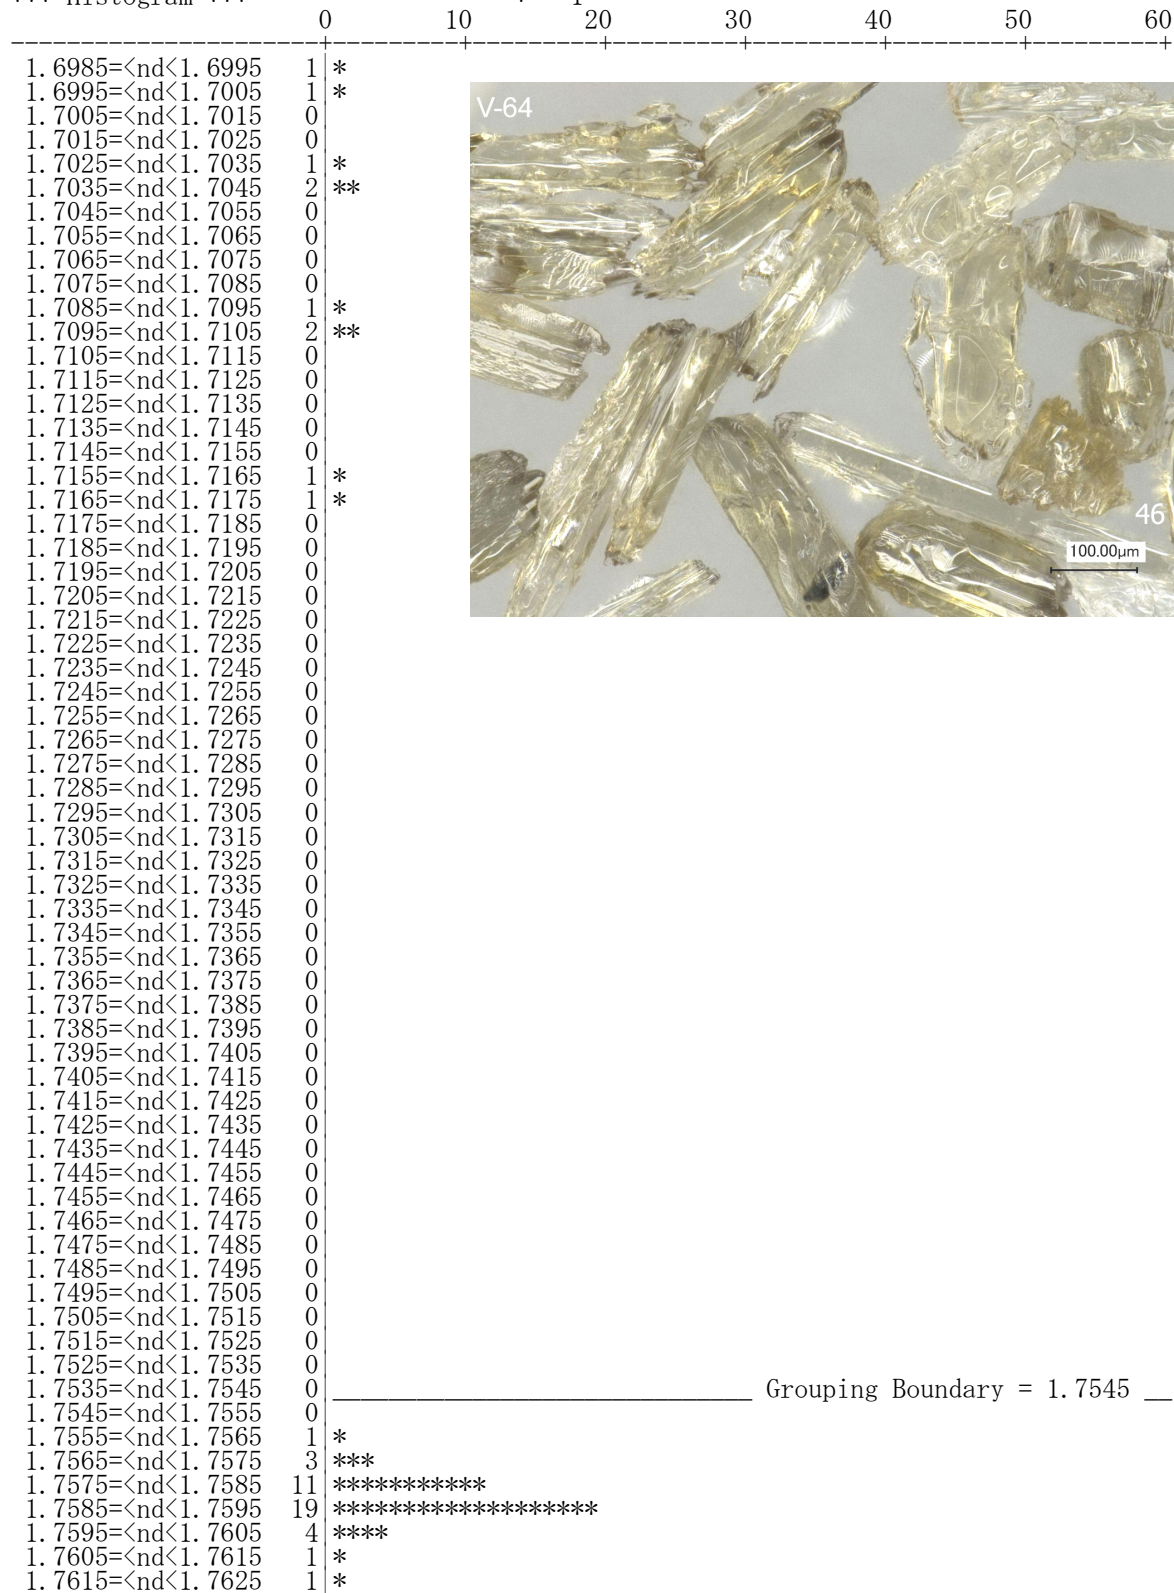 *** Histogram ***
0 10 20 30 40 50 60
1.6985=<nd<1.6995 1 *
1.6995=<nd<1.7005 1 *
1.7005=<nd<1.7015 0
1.7015=<nd<1.7025 0
1.7025=<nd<1.7035 1 *
1.7035=<nd<1.7045 2 **
1.7045=<nd<1.7055 0
1.7055=<nd<1.7065 0
1.7065=<nd<1.7075 0
1.7075=<nd<1.7085 0
1.7085=<nd<1.7095 1 *
1.7095=<nd<1.7105 2 **
1.7105=<nd<1.7115 0
1.7115=<nd<1.7125 0
1.7125=<nd<1.7135 0
1.7135=<nd<1.7145 0
1.7145=<nd<1.7155 0
1.7155=<nd<1.7165 1 *
1.7165=<nd<1.7175 1 *
1.7175=<nd<1.7185 0
1.7185=<nd<1.7195 0
1.7195=<nd<1.7205 0
1.7205=<nd<1.7215 0
1.7215=<nd<1.7225 0
1.7225=<nd<1.7235 0
1.7235=<nd<1.7245 0
1.7245=<nd<1.7255 0
1.7255=<nd<1.7265 0
1.7265=<nd<1.7275 0
1.7275=<nd<1.7285 0
1.7285=<nd<1.7295 0
1.7295=<nd<1.7305 0
1.7305=<nd<1.7315 0
1.7315=<nd<1.7325 0
1.7325=<nd<1.7335 0
1.7335=<nd<1.7345 0
1.7345=<nd<1.7355 0
1.7355=<nd<1.7365 0
1.7365=<nd<1.7375 0
1.7375=<nd<1.7385 0
1.7385=<nd<1.7395 0
1.7395=<nd<1.7405 0
1.7405=<nd<1.7415 0
1.7415=<nd<1.7425 0
1.7425=<nd<1.7435 0
1.7435=<nd<1.7445 0
1.7445=<nd<1.7455 0
1.7455=<nd<1.7465 0
1.7465=<nd<1.7475 0
1.7475=<nd<1.7485 0
1.7485=<nd<1.7495 0
1.7495=<nd<1.7505 0
1.7505=<nd<1.7515 0
1.7515=<nd<1.7525 0
1.7525=<nd<1.7535 0
1.7535=<nd<1.7545 0 Grouping Boundary = 1.7545
1.7545=<nd<1.7555 0
1.7555=<nd<1.7565 1 *
1.7565=<nd<1.7575 3 ***
1.7575=<nd<1.7585 11 ***********
1.7585=<nd<1.7595 19 *******************
1.7595=<nd<1.7605 4 ****
1.7605=<nd<1.7615 1 *
1.7615=<nd<1.7625 1 *
V-64
46
100.00µm